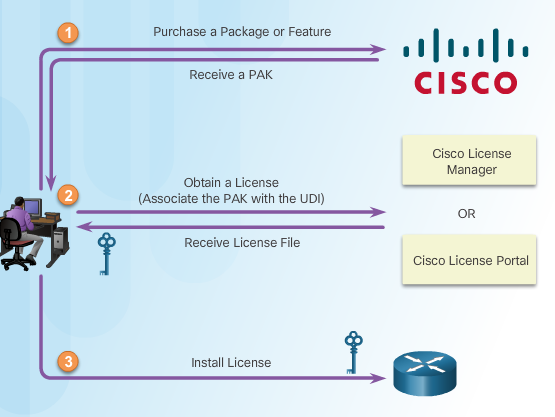 1
Purchase a Package or Feature
Receive a PAK
CISCO
2
Obtain a License
(Associate the PAK with the UDI)
Receive License File
Cisco License
Manager
OR
Cisco License Portal
3
Install License